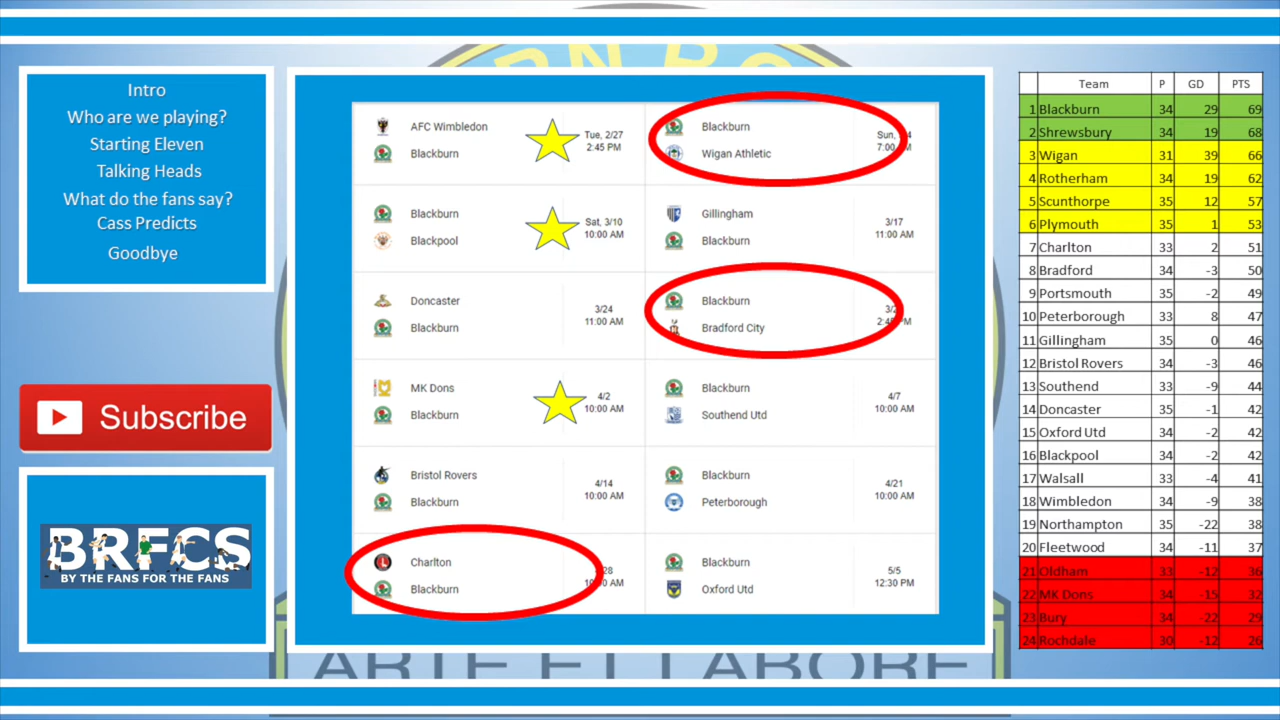 RN RO
Intro
Who are we playing?
Starting Eleven
Talking Heads
What do the fans say?
Cass Predicts
Goodbye
Subscribe
BRFCS
BY THE FANS FOR THE FANS
AFC Wimbledon
Blackburn
Tue, 2/27
2:45 PM
Blackburn
Wigan Athletic
Sun,
7:00
Blackburn
Blackpool
Sat, 3/10
10:00 AM
Gillingham
Blackburn
3/17
11:00 AM
Doncaster
Blackburn
3/24
11:00 AM
Blackburn
Bradford City
MK Dons
Blackburn
4/2
10:00 AM
Blackburn
Southend Utd
4/7
10:00 AM
Bristol Rovers
Blackburn
4/14
10:00 AM
Blackburn
Peterborough
4/21
10:00 AM
Charlton
Blackburn
Blackburn
Oxford Utd
5/5
12:30 PM
Team P GD PTS
1 Blackburn 34 29 69
2 Shrewsbury 34 19 68
3 Wigan 31 39 66
4 Rotherham 34 19 62
5 Scunthorpe 35 12 57
6 Plymouth 35 1 53
7 Charlton 33 2 51
8 Bradford 34 -3 50
9 Portsmouth 35 -2 49
10 Peterborough 33 8 47
11 Gillingham 35 0 46
12 Bristol Rovers 34 -3 46
13 Southend 33 -9 44
14 Doncaster 35 -1 42
15 Oxford Utd 34 -2 42
16 Blackpool 34 -2 42
17 Walsall 33 -4 41
18 Wimbledon 34 -9 38
19 Northampton 35 -22 38
20 Fleetwood 34 -11 37
21 Oldham 33 -12 36
22 MK Dons 34 -15 32
23 Bury 34 -22 29
24 Rochdale 30 -12 26
ARTE ET LABORE